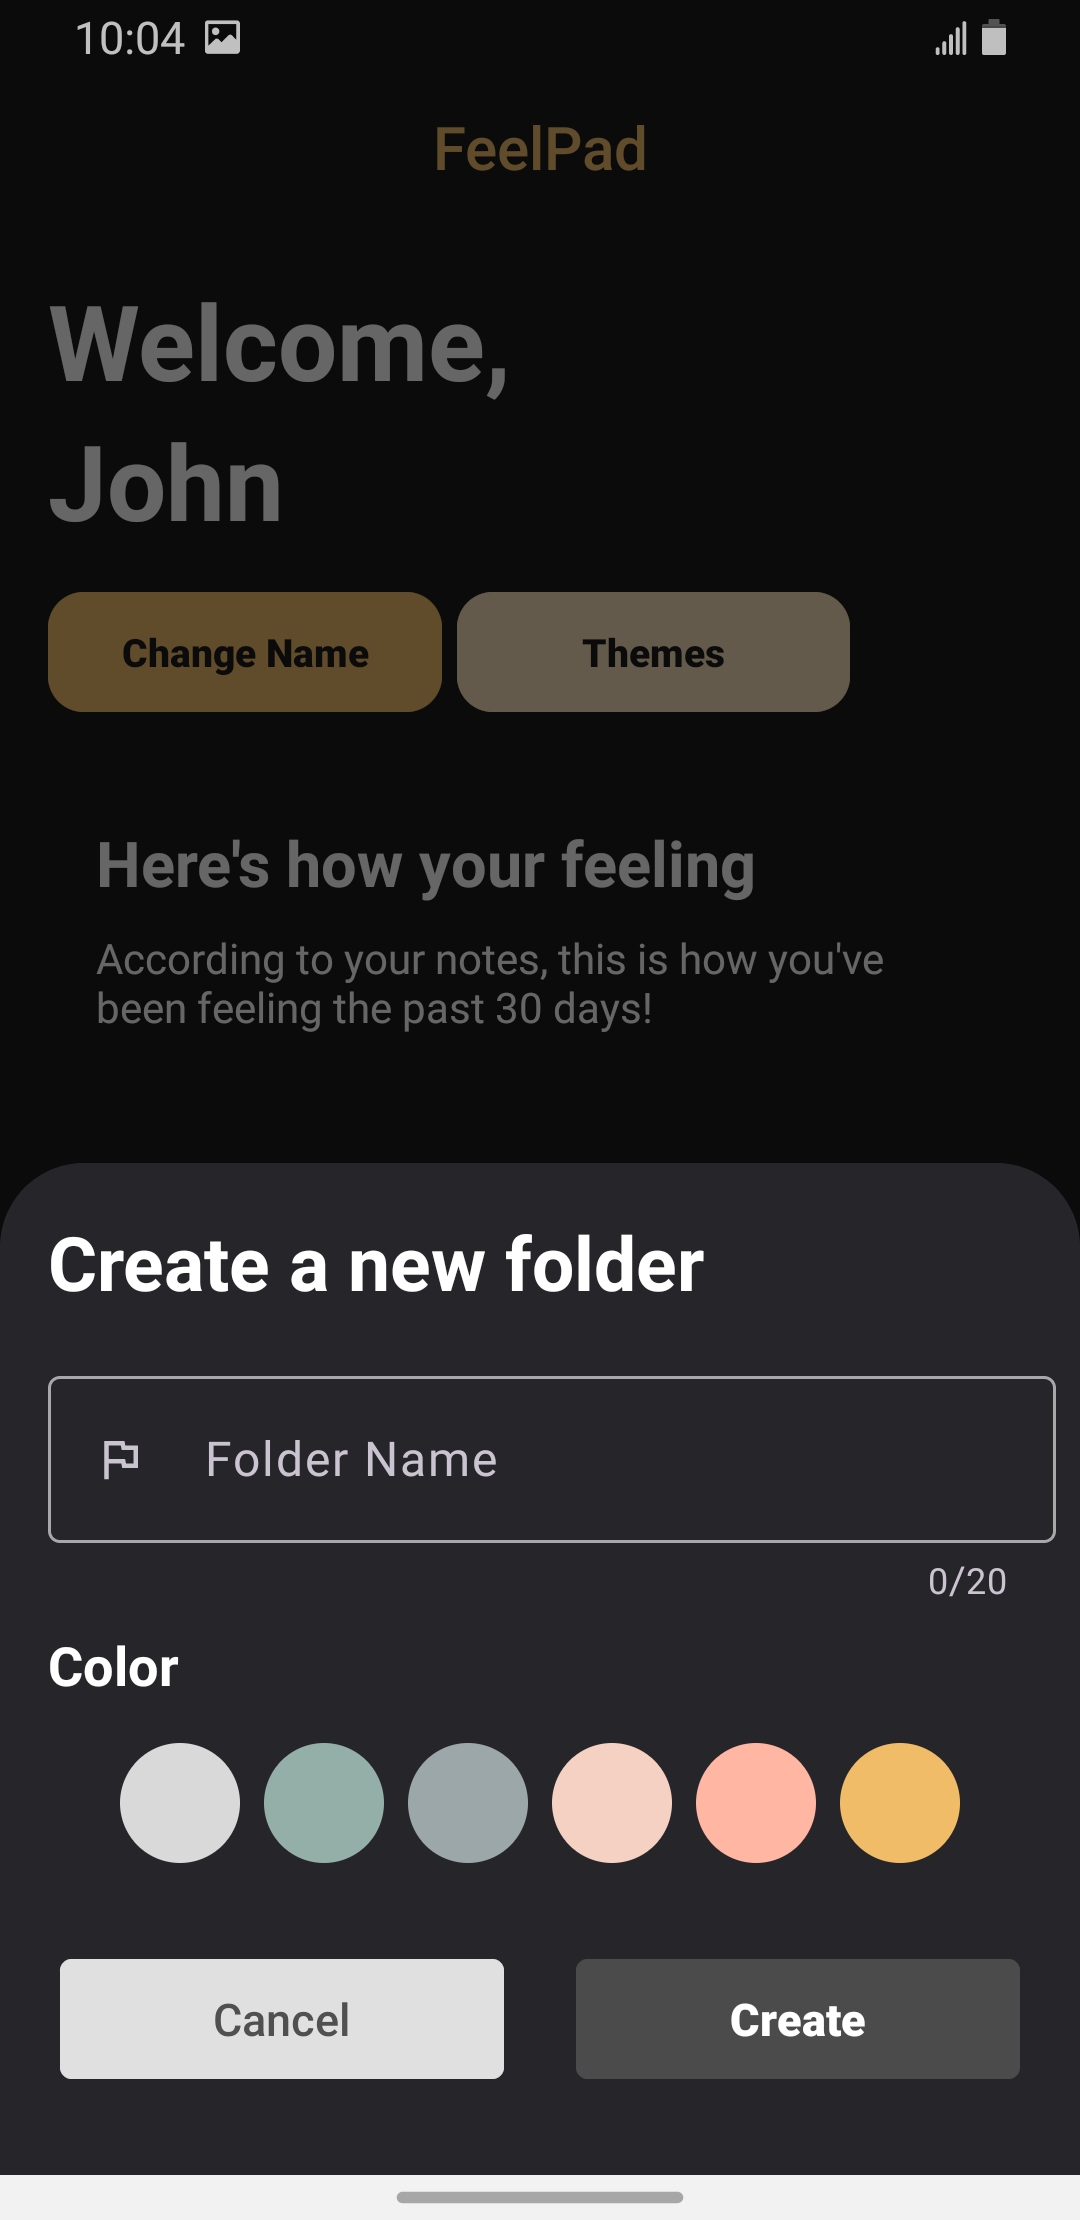 10:04
FeelPad
Welcome,
John
Change Name
Themes
Here's how your feeling
According to your notes, this is how you've
been feeling the past 30 days!
Create a new folder
Folder Name
0/20
Color
Cancel
Create